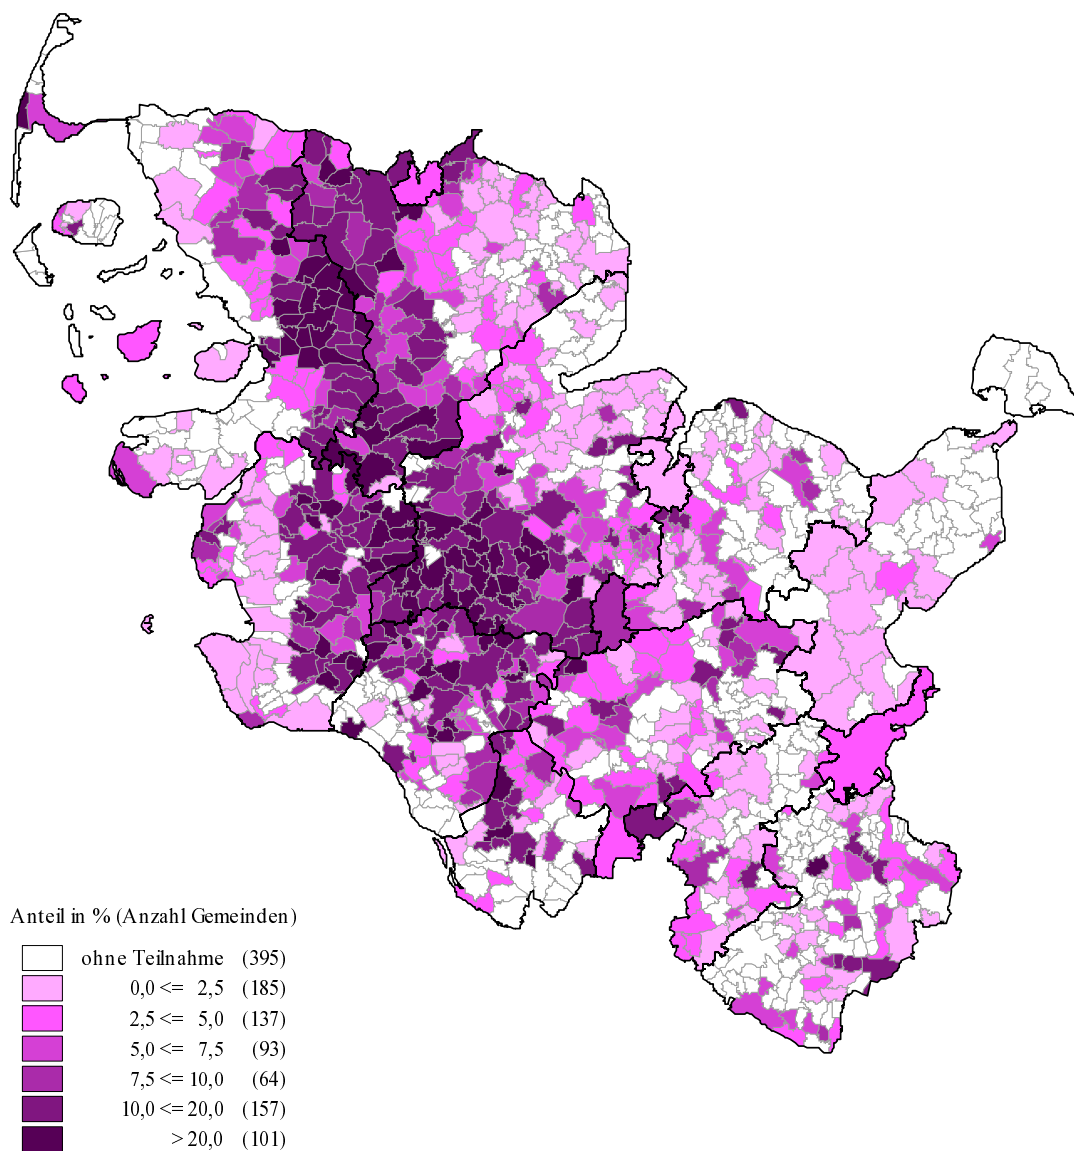 Anteil in % (Anzahl Gemeinden)
ohne Teilnahme (395)
0,0 <= 2,5 (185)
2,5 <= 5,0 (137)
5,0 <= 7,5 (93)
7,5 <= 10,0 (64)
10,0 <= 20,0 (157)
> 20,0 (101)